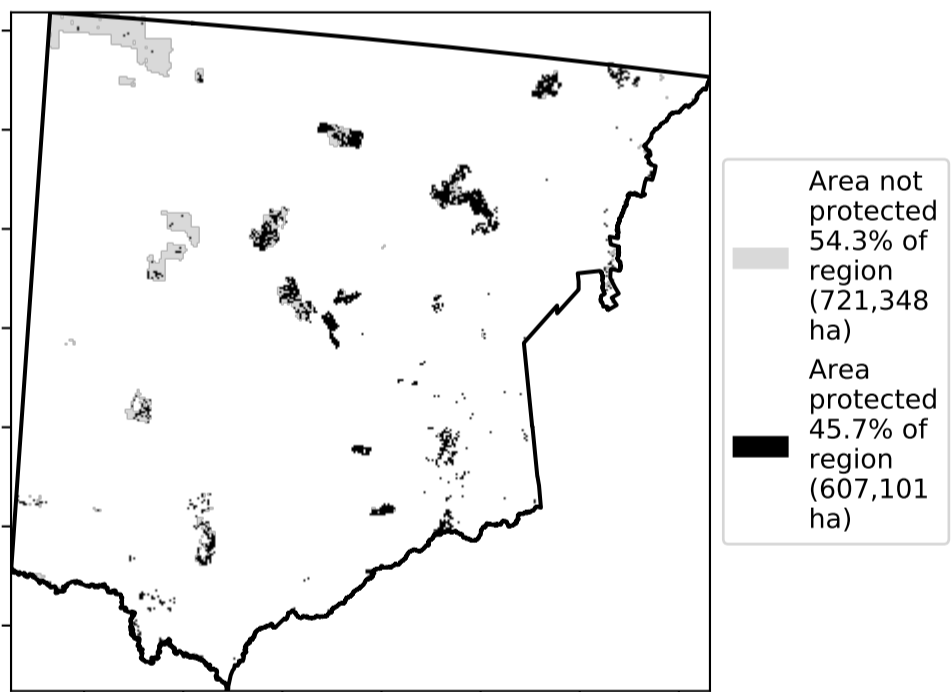 Area not
protected
54.3% of
region
(721,348
ha)
Area
protected
45.7% of
region
(607,101
ha)